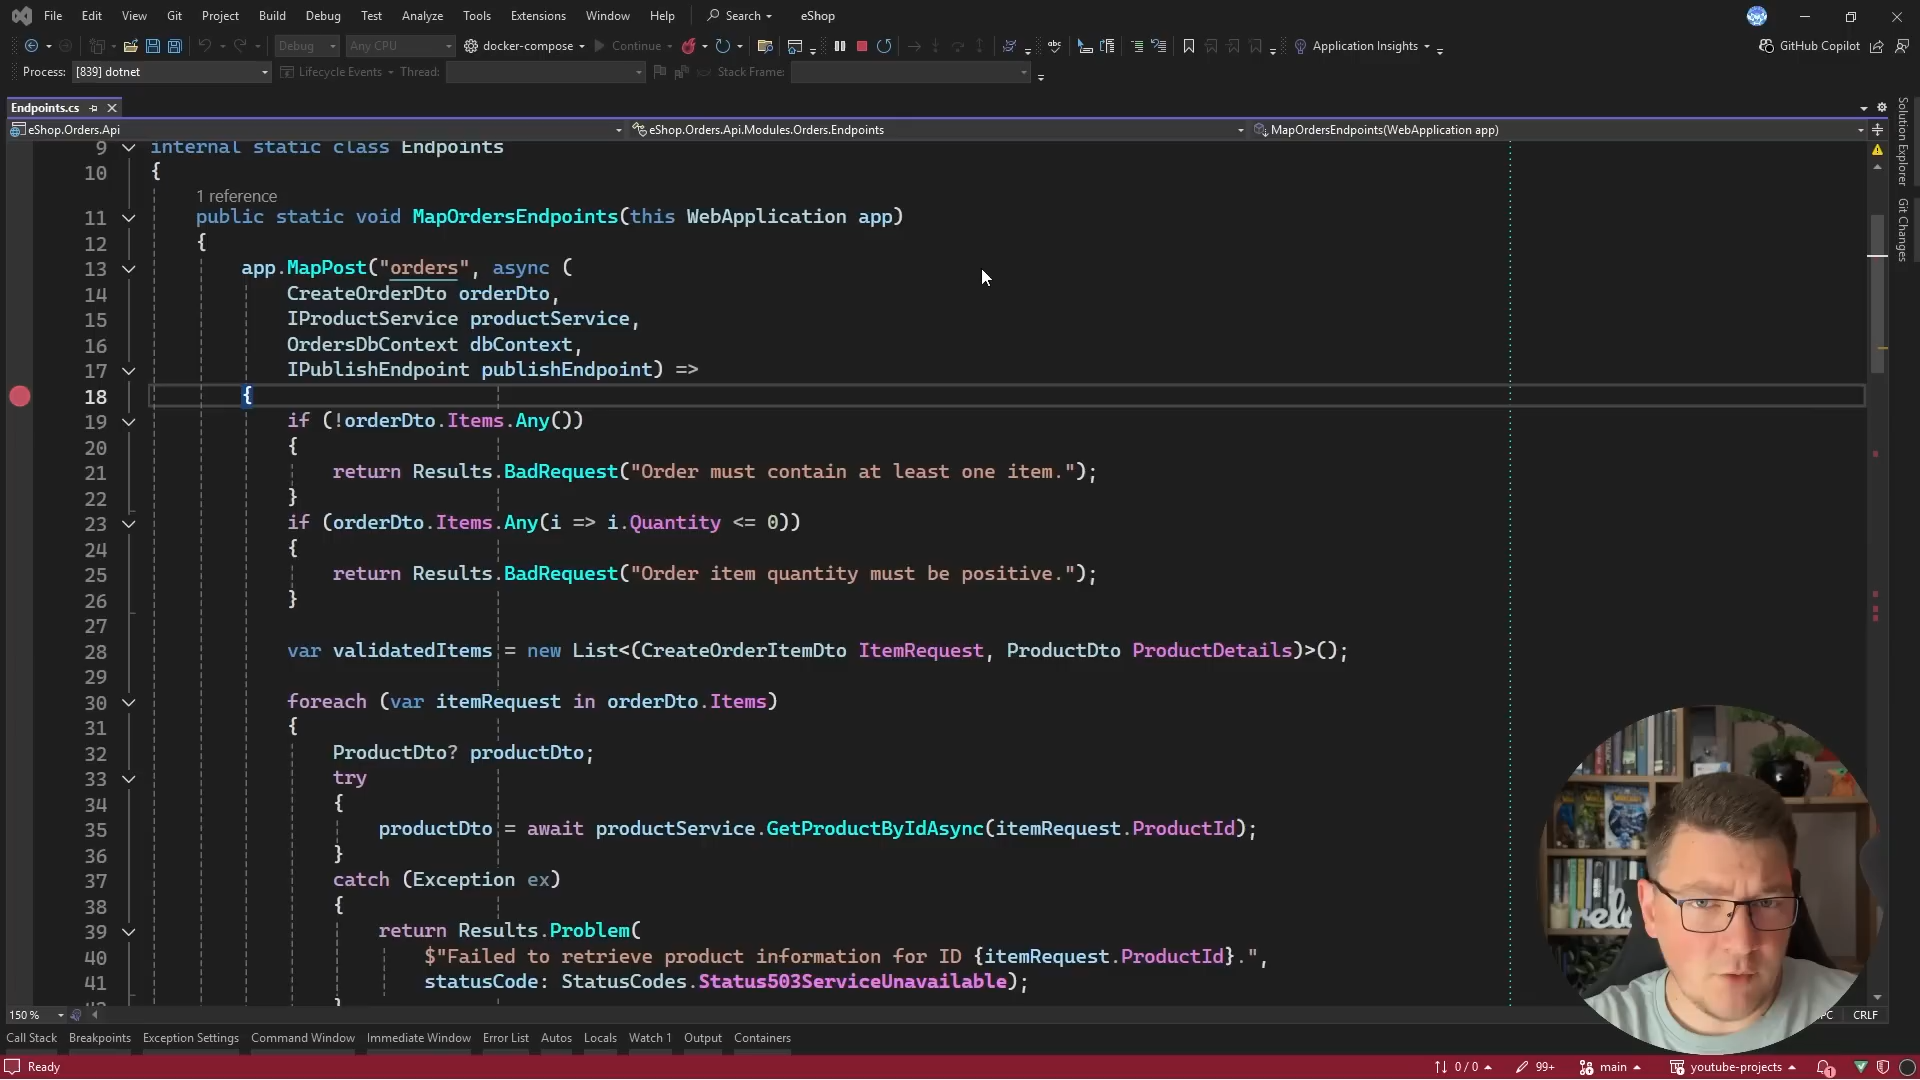 File Edit View Git Project Build Debug Test Analyze Tools Extensions Window Help Search eShop
Debug Any CPU docker-compose Continue Application Insights GitHub Copilot
Process: [839] dotnet Lifecycle Events Thread: Stack Frame:
Endpoints.cs
eShop.Orders.Api eShop.Orders.Api.Modules.Orders.Endpoints MapOrdersEndpoints(WebApplication app)
Solution Explorer
Git Changes
9 internal static class Endpoints
10 {
1 reference
11 public static void MapOrdersEndpoints(this WebApplication app)
12 {
13 app.MapPost("orders", async (
14 CreateOrderDto orderDto,
15 IProductService productService,
16 OrdersDbContext dbContext,
17 IPublishEndpoint publishEndpoint) =>
18 {
19 if (!orderDto.Items.Any())
20 {
21 return Results.BadRequest("Order must contain at least one item.");
22 }
23 if (orderDto.Items.Any(i => i.Quantity <= 0))
24 {
25 return Results.BadRequest("Order item quantity must be positive.");
26 }
27
28 var validatedItems = new List<(CreateOrderItemDto ItemRequest, ProductDto ProductDetails)>();
29
30 foreach (var itemRequest in orderDto.Items)
31 {
32 ProductDto? productDto;
33 try
34 {
35 productDto = await productService.GetProductByIdAsync(itemRequest.ProductId);
36 }
37 catch (Exception ex)
38 {
39 return Results.Problem(
40 $"Failed to retrieve product information for ID {itemRequest.ProductId}.",
41 statusCode: StatusCodes.Status503ServiceUnavailable);
150 % CRLF
Call Stack Breakpoints Exception Settings Command Window Immediate Window Error List Autos Locals Watch 1 Output Containers
Ready 0 / 0 99+ main youtube-projects 1